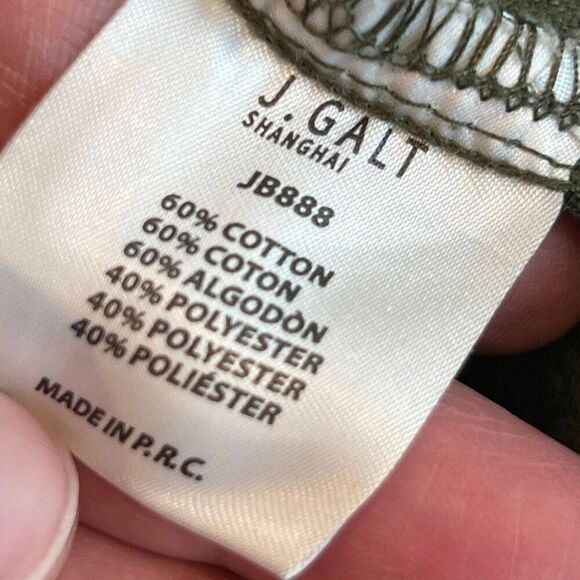 J. GALT
SHANGHAI
JB888
60% COTTON
60% COTON
60% ALGODÒN
40% POLYESTER
40% POLYESTER
40% POLIÉSTER
MADE IN P.R.C.